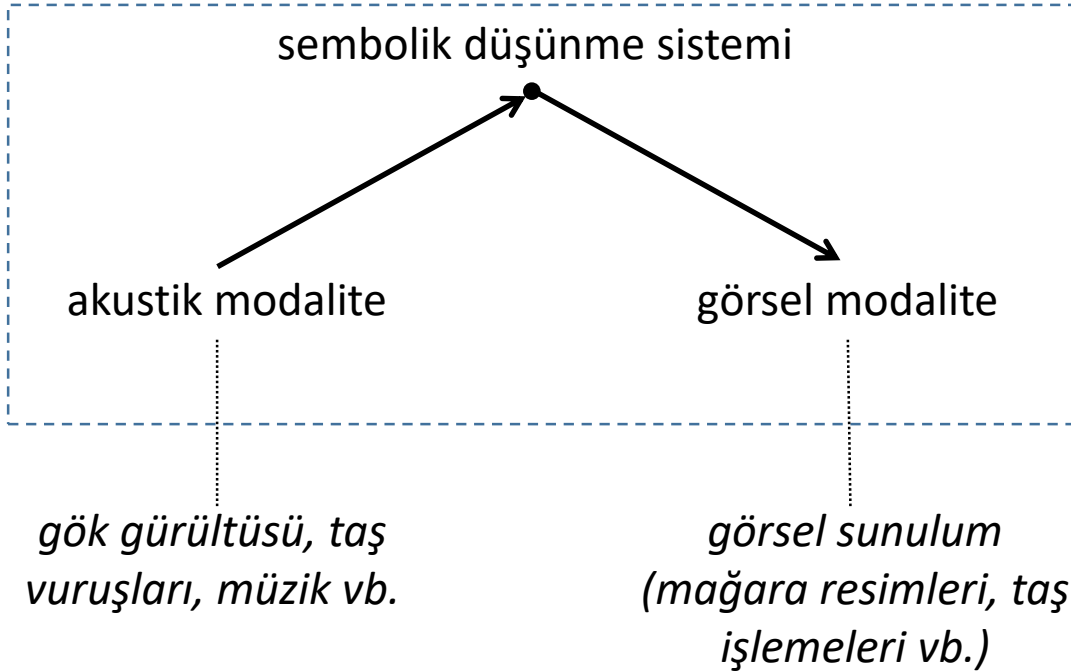 sembolik düşünme sistemi
akustik modalite
görsel modalite
gök gürültüsü, taş
vuruşları, müzik vb.
görsel sunulum
(mağara resimleri, taş
işlemeleri vb.)